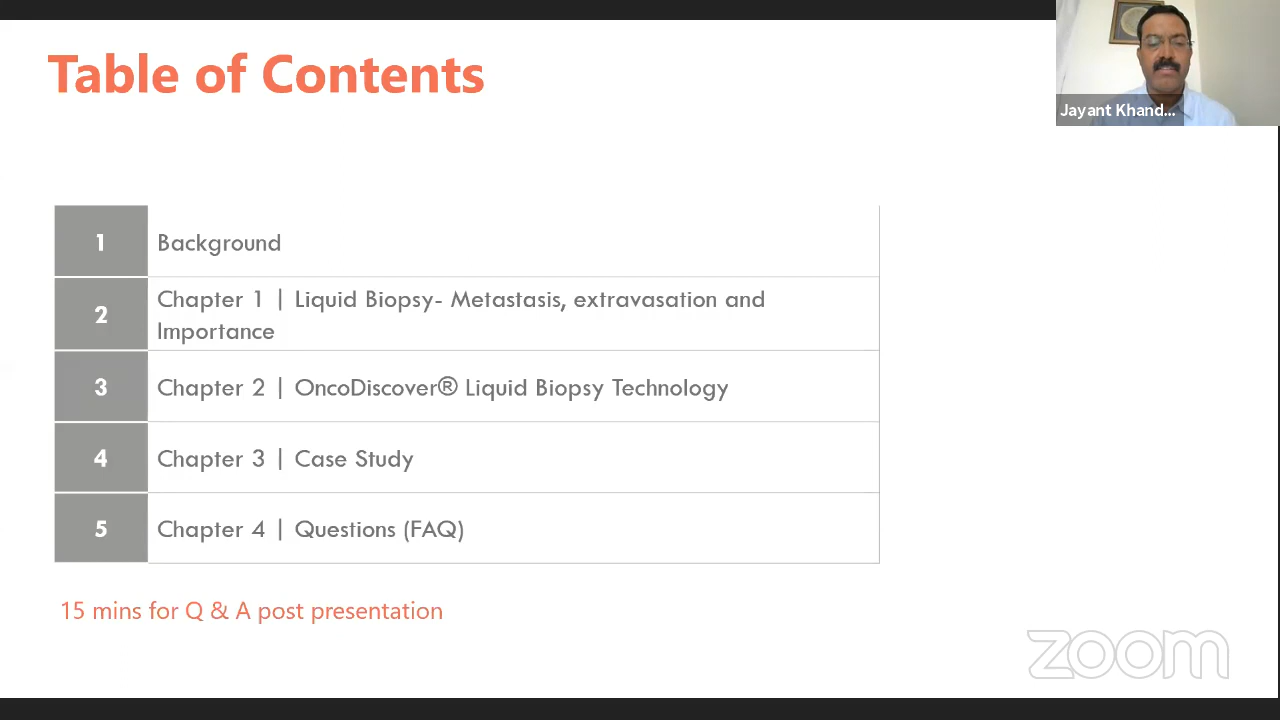 Table of Contents
Jayant Khand...
1
Background
2
Chapter 1 | Liquid Biopsy- Metastasis, extravasation and
Importance
3
Chapter 2 | OncoDiscover® Liquid Biopsy Technology
4
Chapter 3 | Case Study
5
Chapter 4 | Questions (FAQ)
15 mins for Q & A post presentation
zoom